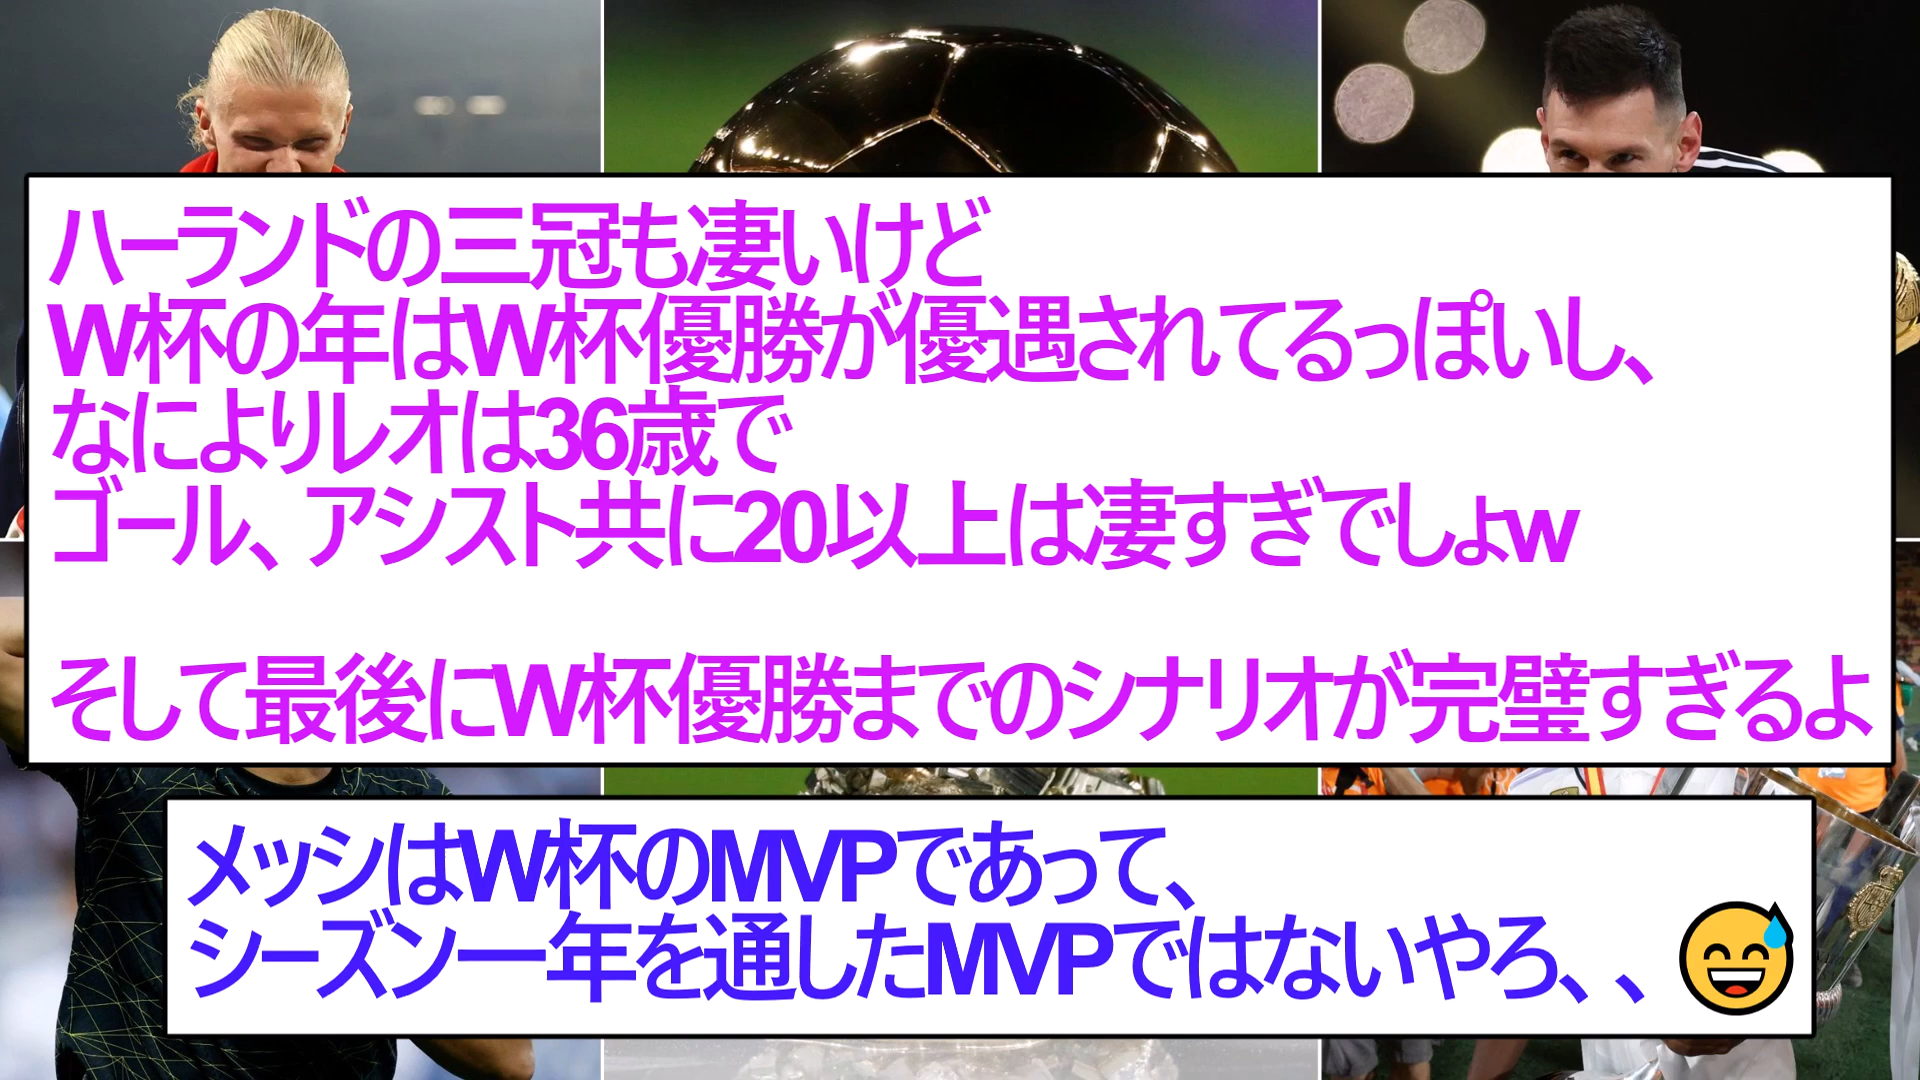 ハーランドの三冠も凄いけど
W杯の年はW杯優勝が優遇されてるっぽいし、
なによりレオは36歳で
ゴール、アシスト共に20以上は凄すぎでしょw
そして最後にW杯優勝までのシナリオが完璧すぎるよ
メッシはW杯のMVPであって、
シーズン一年を通したMVPではないやろ、、😅